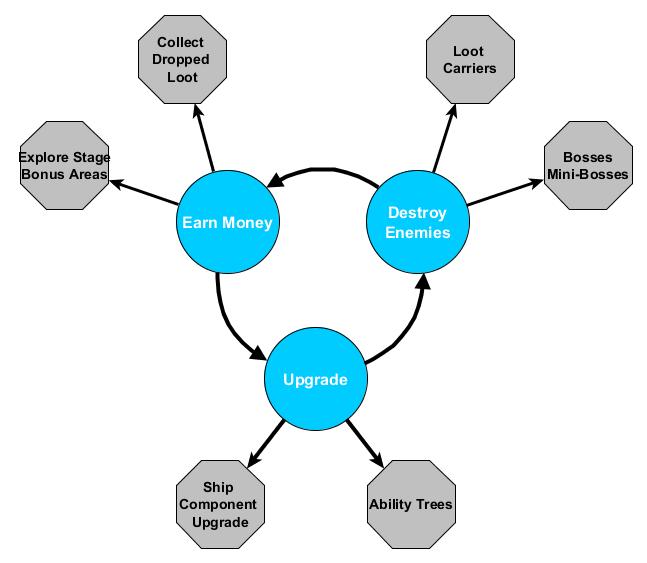 Collect
Dropped
Loot
Loot
Carriers
Explore Stage
Bonus Areas
Bosses
Mini-Bosses
Earn Money
Destroy
Enemies
Upgrade
Ship
Component
Upgrade
Ability Trees